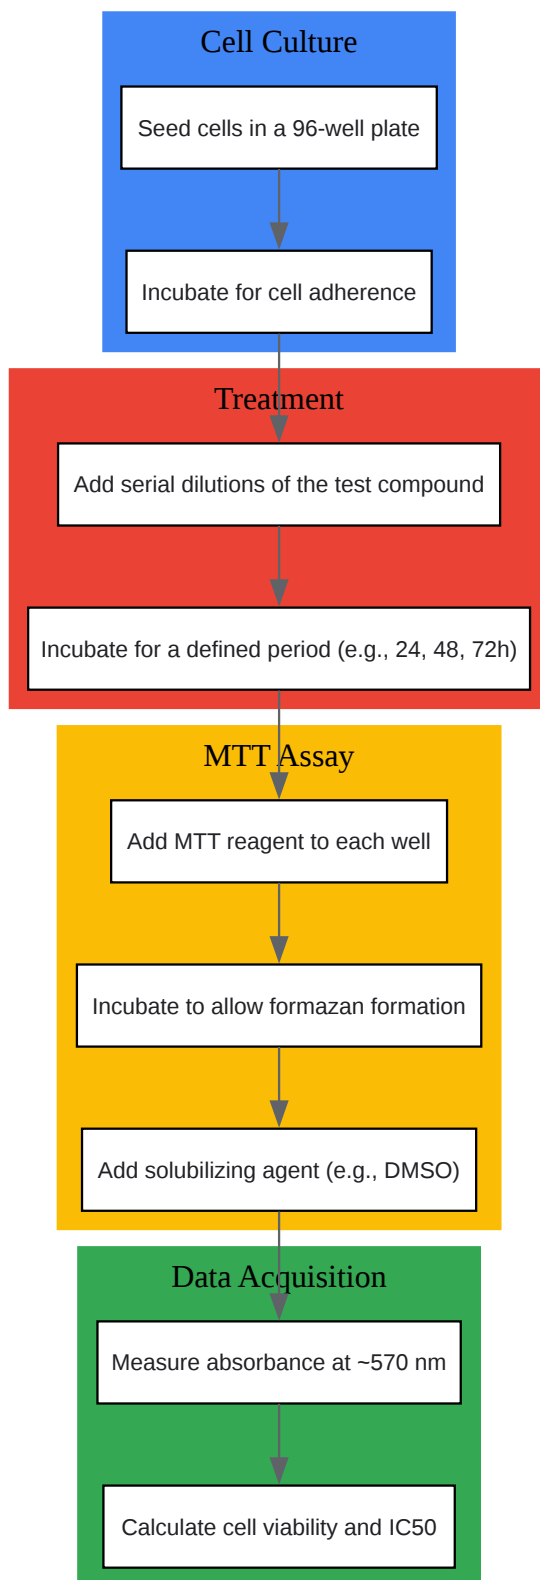 Cell Culture
Seed cells in a 96-well plate
Incubate for cell adherence
Treatment
Add serial dilutions of the test compound
Incubate for a defined period (e.g., 24, 48, 72h)
MTT Assay
Add MTT reagent to each well
Incubate to allow formazan formation
Add solubilizing agent (e.g., DMSO)
Data Acquisition
Measure absorbance at ~570 nm
Calculate cell viability and IC50